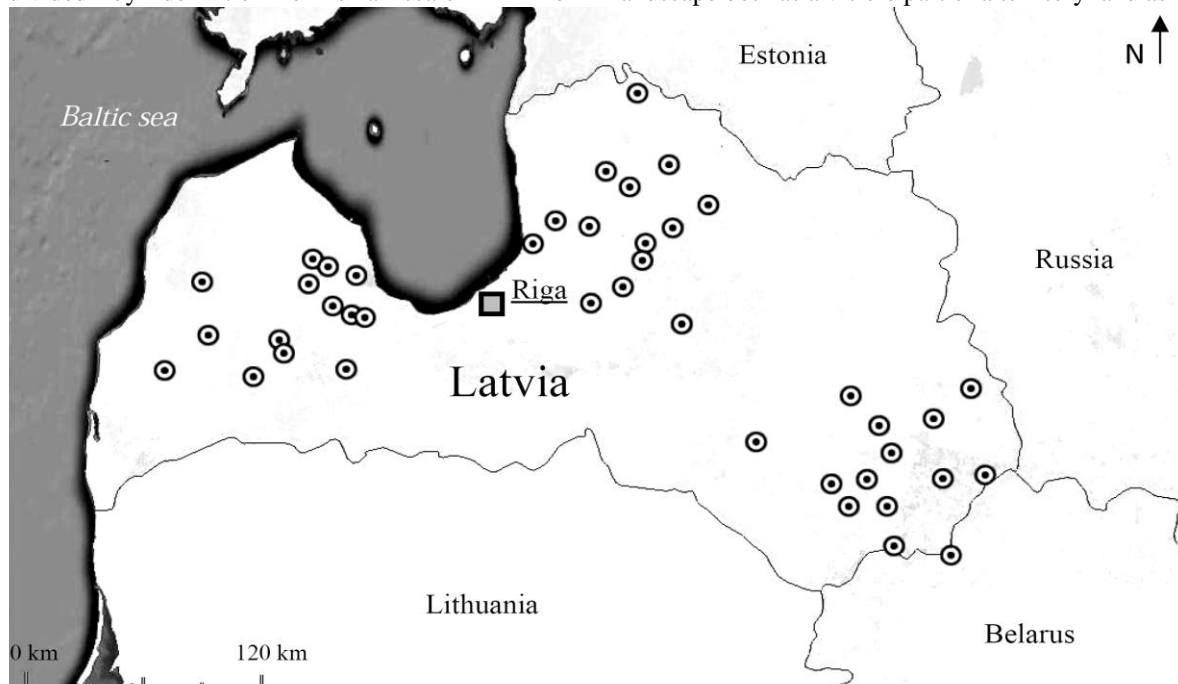 Estonia
N
Baltic sea
Russia
Riga
Latvia
Lithuania
Belarus
0 km 120 km